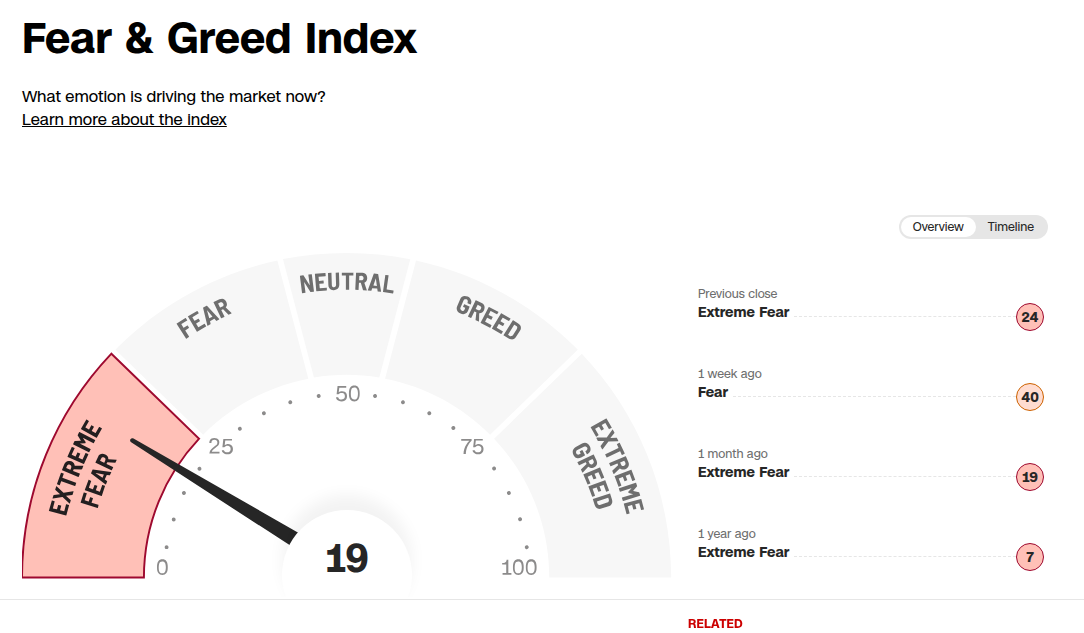 Fear & Greed Index
What emotion is driving the market now?
Learn more about the index
Overview
Timeline
EXTREME
FEAR
FEAR
NEUTRAL
GREED
EXTREME
GREED
0
25
50
75
100
19
Previous close
Extreme Fear
24
1 week ago
Fear
40
1 month ago
Extreme Fear
19
1 year ago
Extreme Fear
7
RELATED